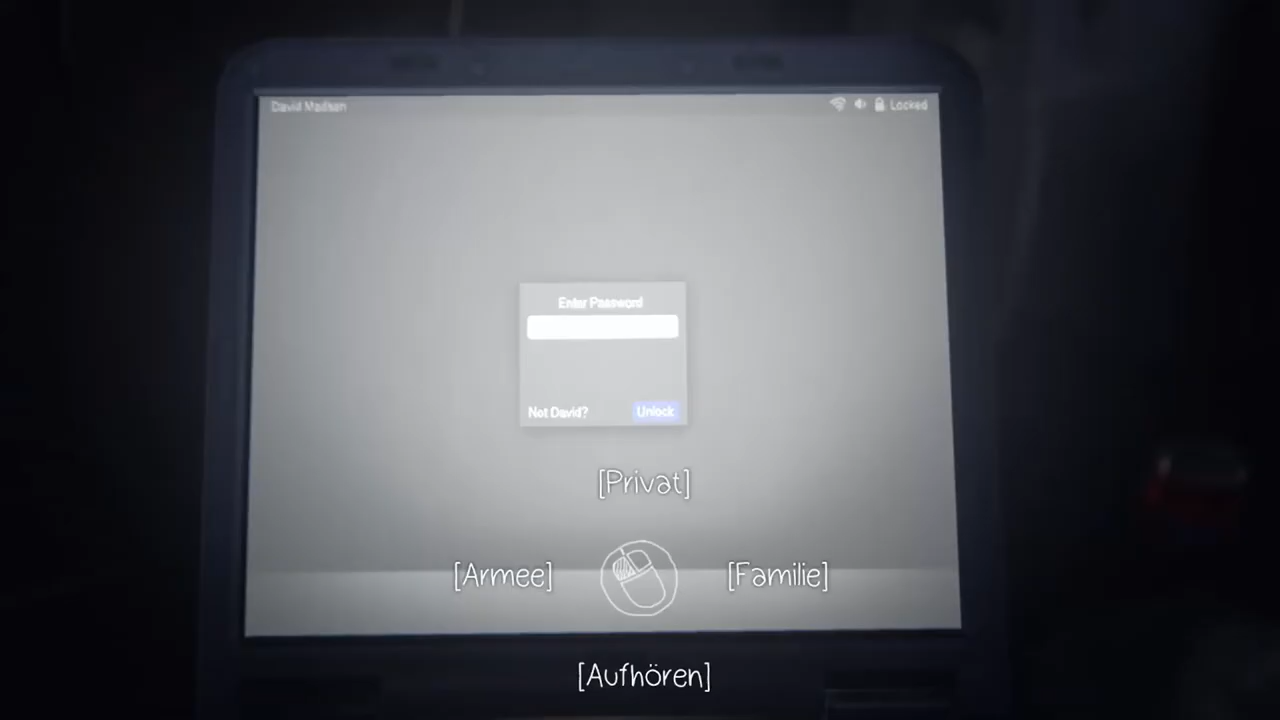 David Madsen
Locked
Enter Password
Not David?
Unlock
[Privat]
[Armee]
[Familie]
[Aufhören]